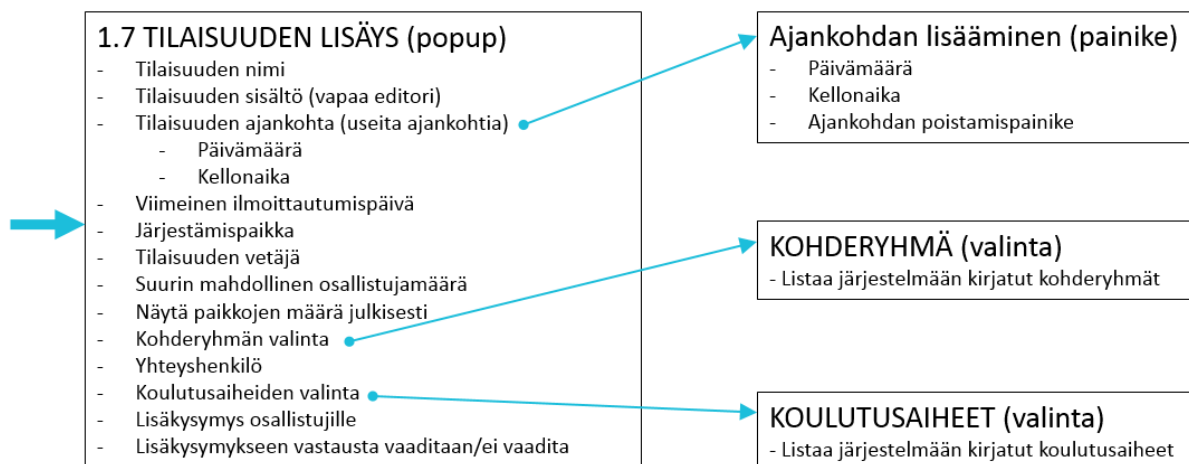 1.7 TILAISUUDEN LISÄYS (popup)
- Tilaisuuden nimi
- Tilaisuuden sisältö (vapaa editori)
- Tilaisuuden ajankohta (useita ajankohtia)
- Päivämäärä
- Kellonaika
- Viimeinen ilmoittautumispäivä
- Järjestämispaikka
- Tilaisuuden vetäjä
- Suurin mahdollinen osallistujamäärä
- Näytä paikkojen määrä julkisesti
- Kohderyhmän valinta
- Yhteyshenkilö
- Koulutusaiheiden valinta
- Lisäkysymys osallistujille
- Lisäkysymykseen vastausta vaaditaan/ei vaadita
Ajankohdan lisääminen (painike)
- Päivämäärä
- Kellonaika
- Ajankohdan poistamispainike
KOHDERYHMÄ (valinta)
- Listaa järjestelmään kirjatut kohderyhmät
KOULUTUSAIHEET (valinta)
- Listaa järjestelmään kirjatut koulutusaiheet